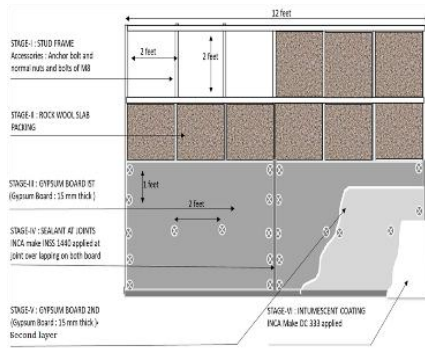 12 feet
STAGE-I : STUD FRAME
Accessories : Anchor bolt and
normal nuts and bolts of M8
2 feet
2 feet
STAGE-II : ROCK WOOL SLAB
PACKING
STAGE-III : GYPSUM BOARD IST
(Gypsum Board : 15 mm thick )
1 feet
2 feet
STAGE-IV : SEALANT AT JOINTS
INCA make INSS 1440 applied at
joint over lapping on both board
STAGE-V : GYPSUM BOARD 2ND
(Gypsum Board : 15 mm thick )-
Second layer
STAGE-VI : INTUMESCENT COATING
INCA Make DC 333 applied